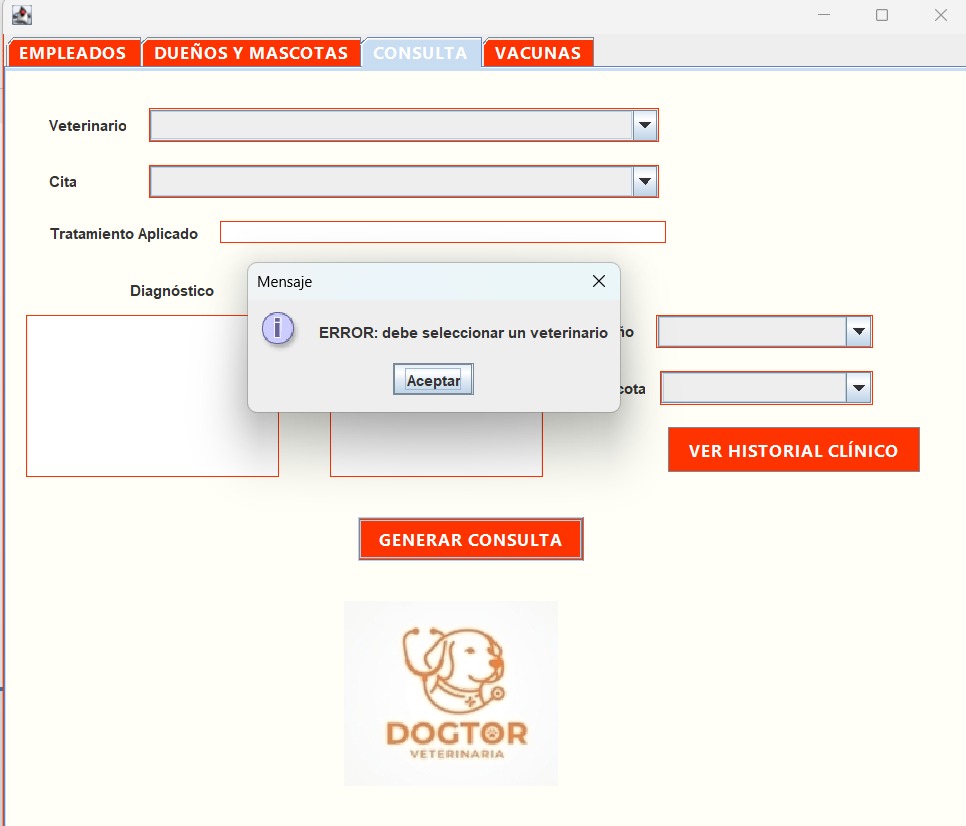 EMPLEADOS DUEÑOS Y MASCOTAS CONSULTA VACUNAS
Veterinario
Cita
Tratamiento Aplicado
Mensaje
Diagnóstico
i
ERROR: debe seleccionar un veterinario
ño
Aceptar
cota
VER HISTORIAL CLÍNICO
GENERAR CONSULTA
DOGTOR
VETERINARIA